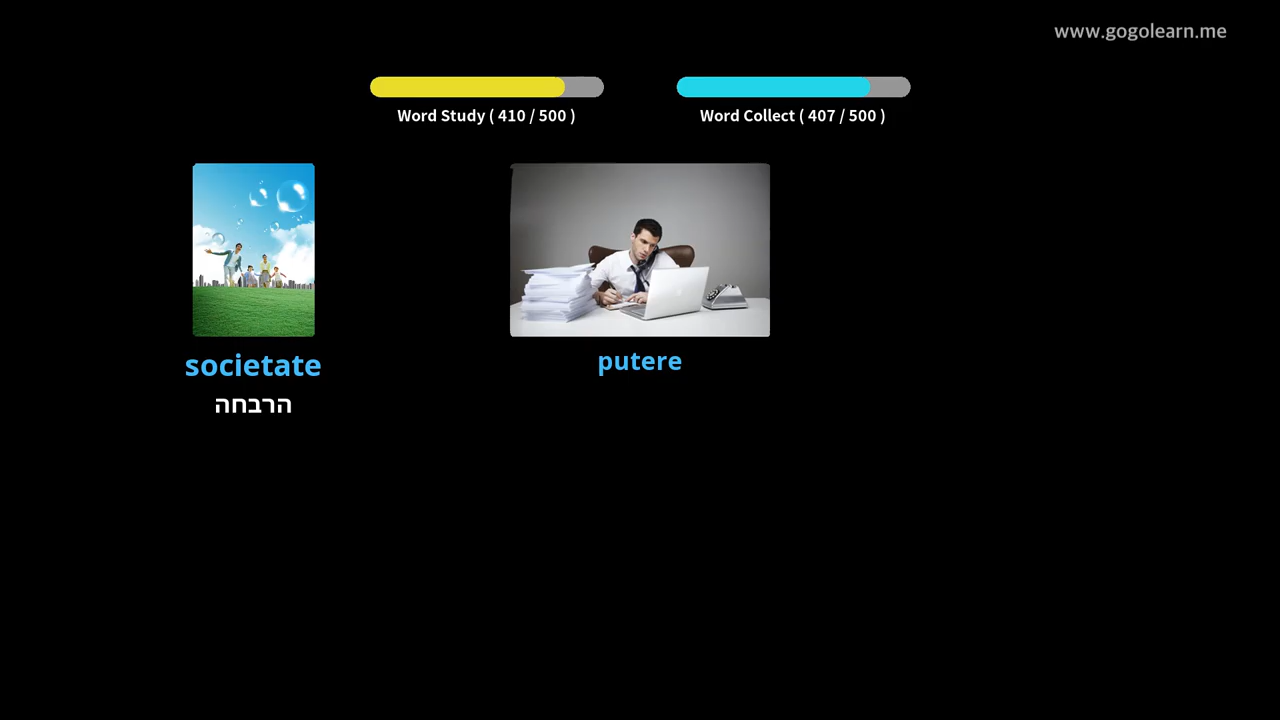 www.gogolearn.me
Word Study ( 410 / 500 )
Word Collect ( 407 / 500 )
societate
הרבחה
putere